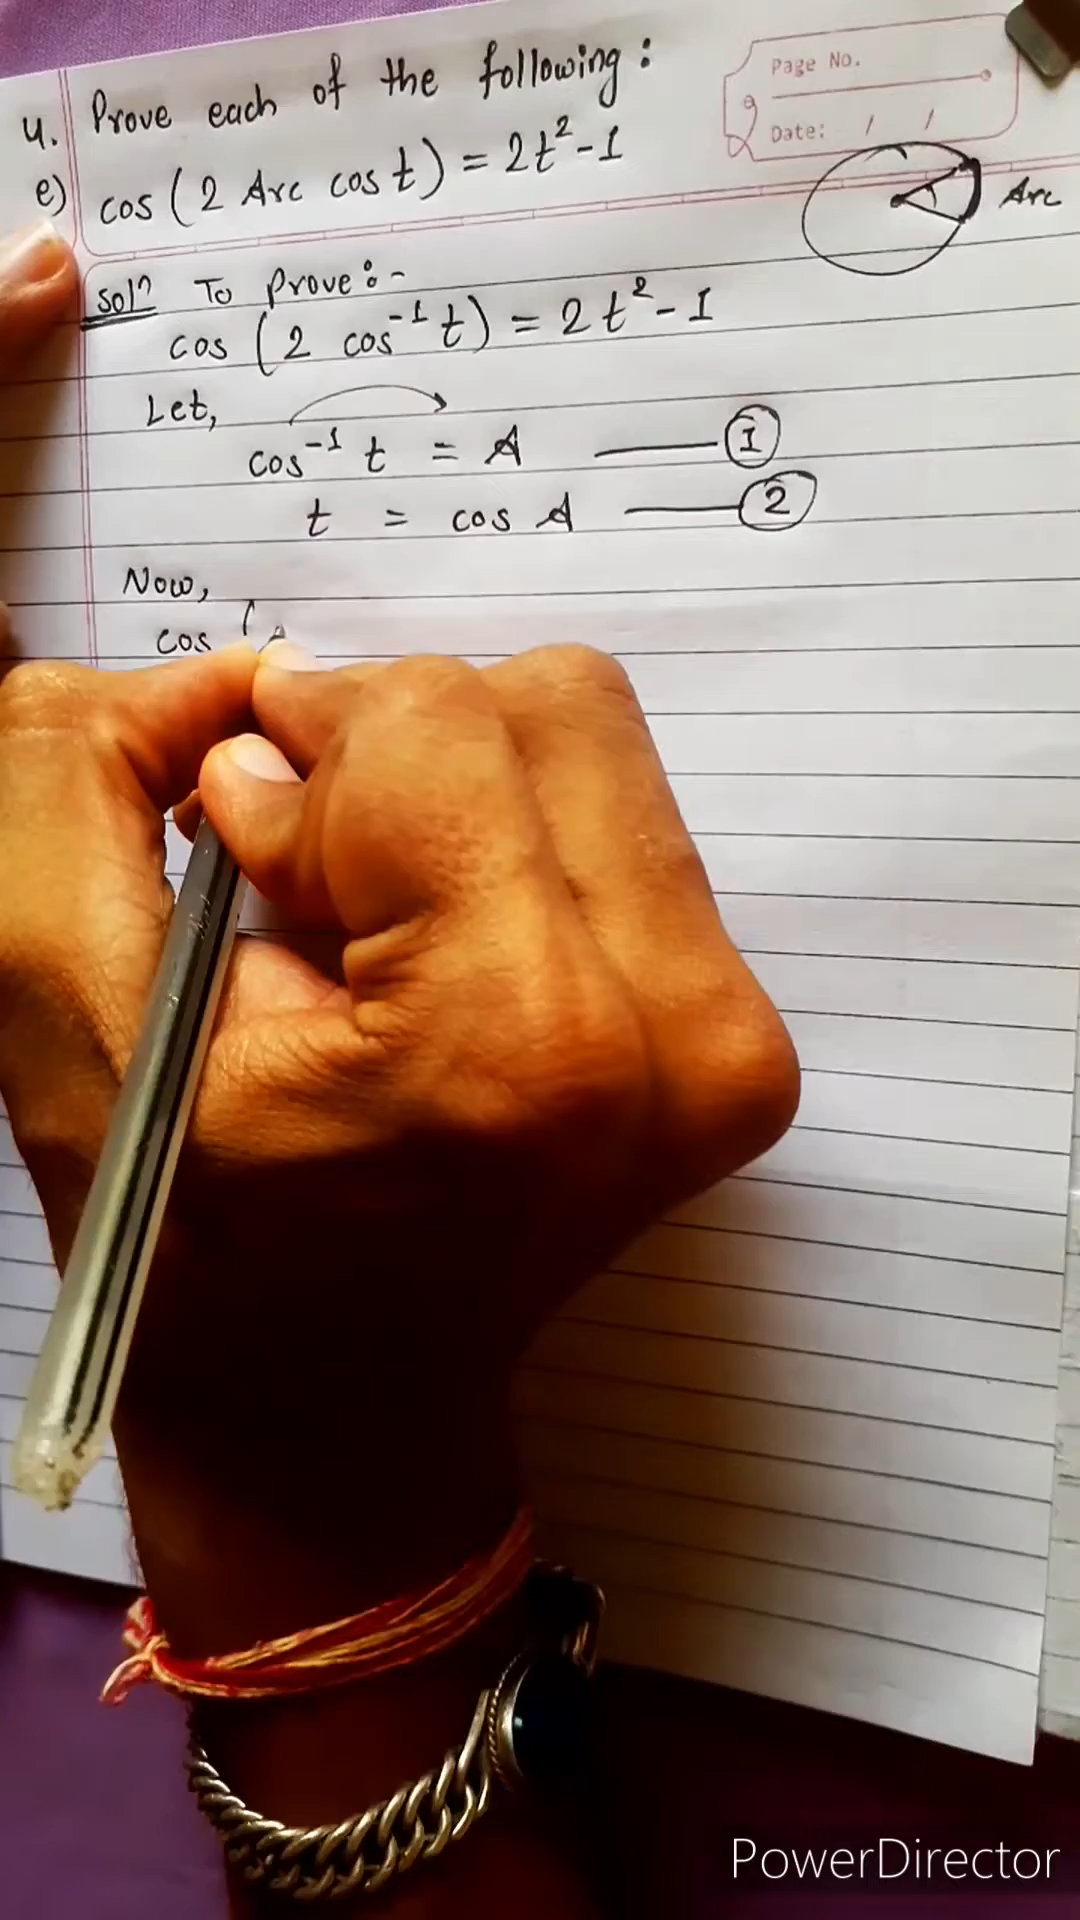 4. Prove each of the following:
Page No.
Date: / /
e) cos (2 Arc cos t) = 2t² - 1
Arc
Solⁿ To Prove:-
cos (2 cos⁻¹ t) = 2t² - 1
Let,
cos⁻¹ t = A —— ①
t = cos A —— ②
Now,
cos (
PowerDirector